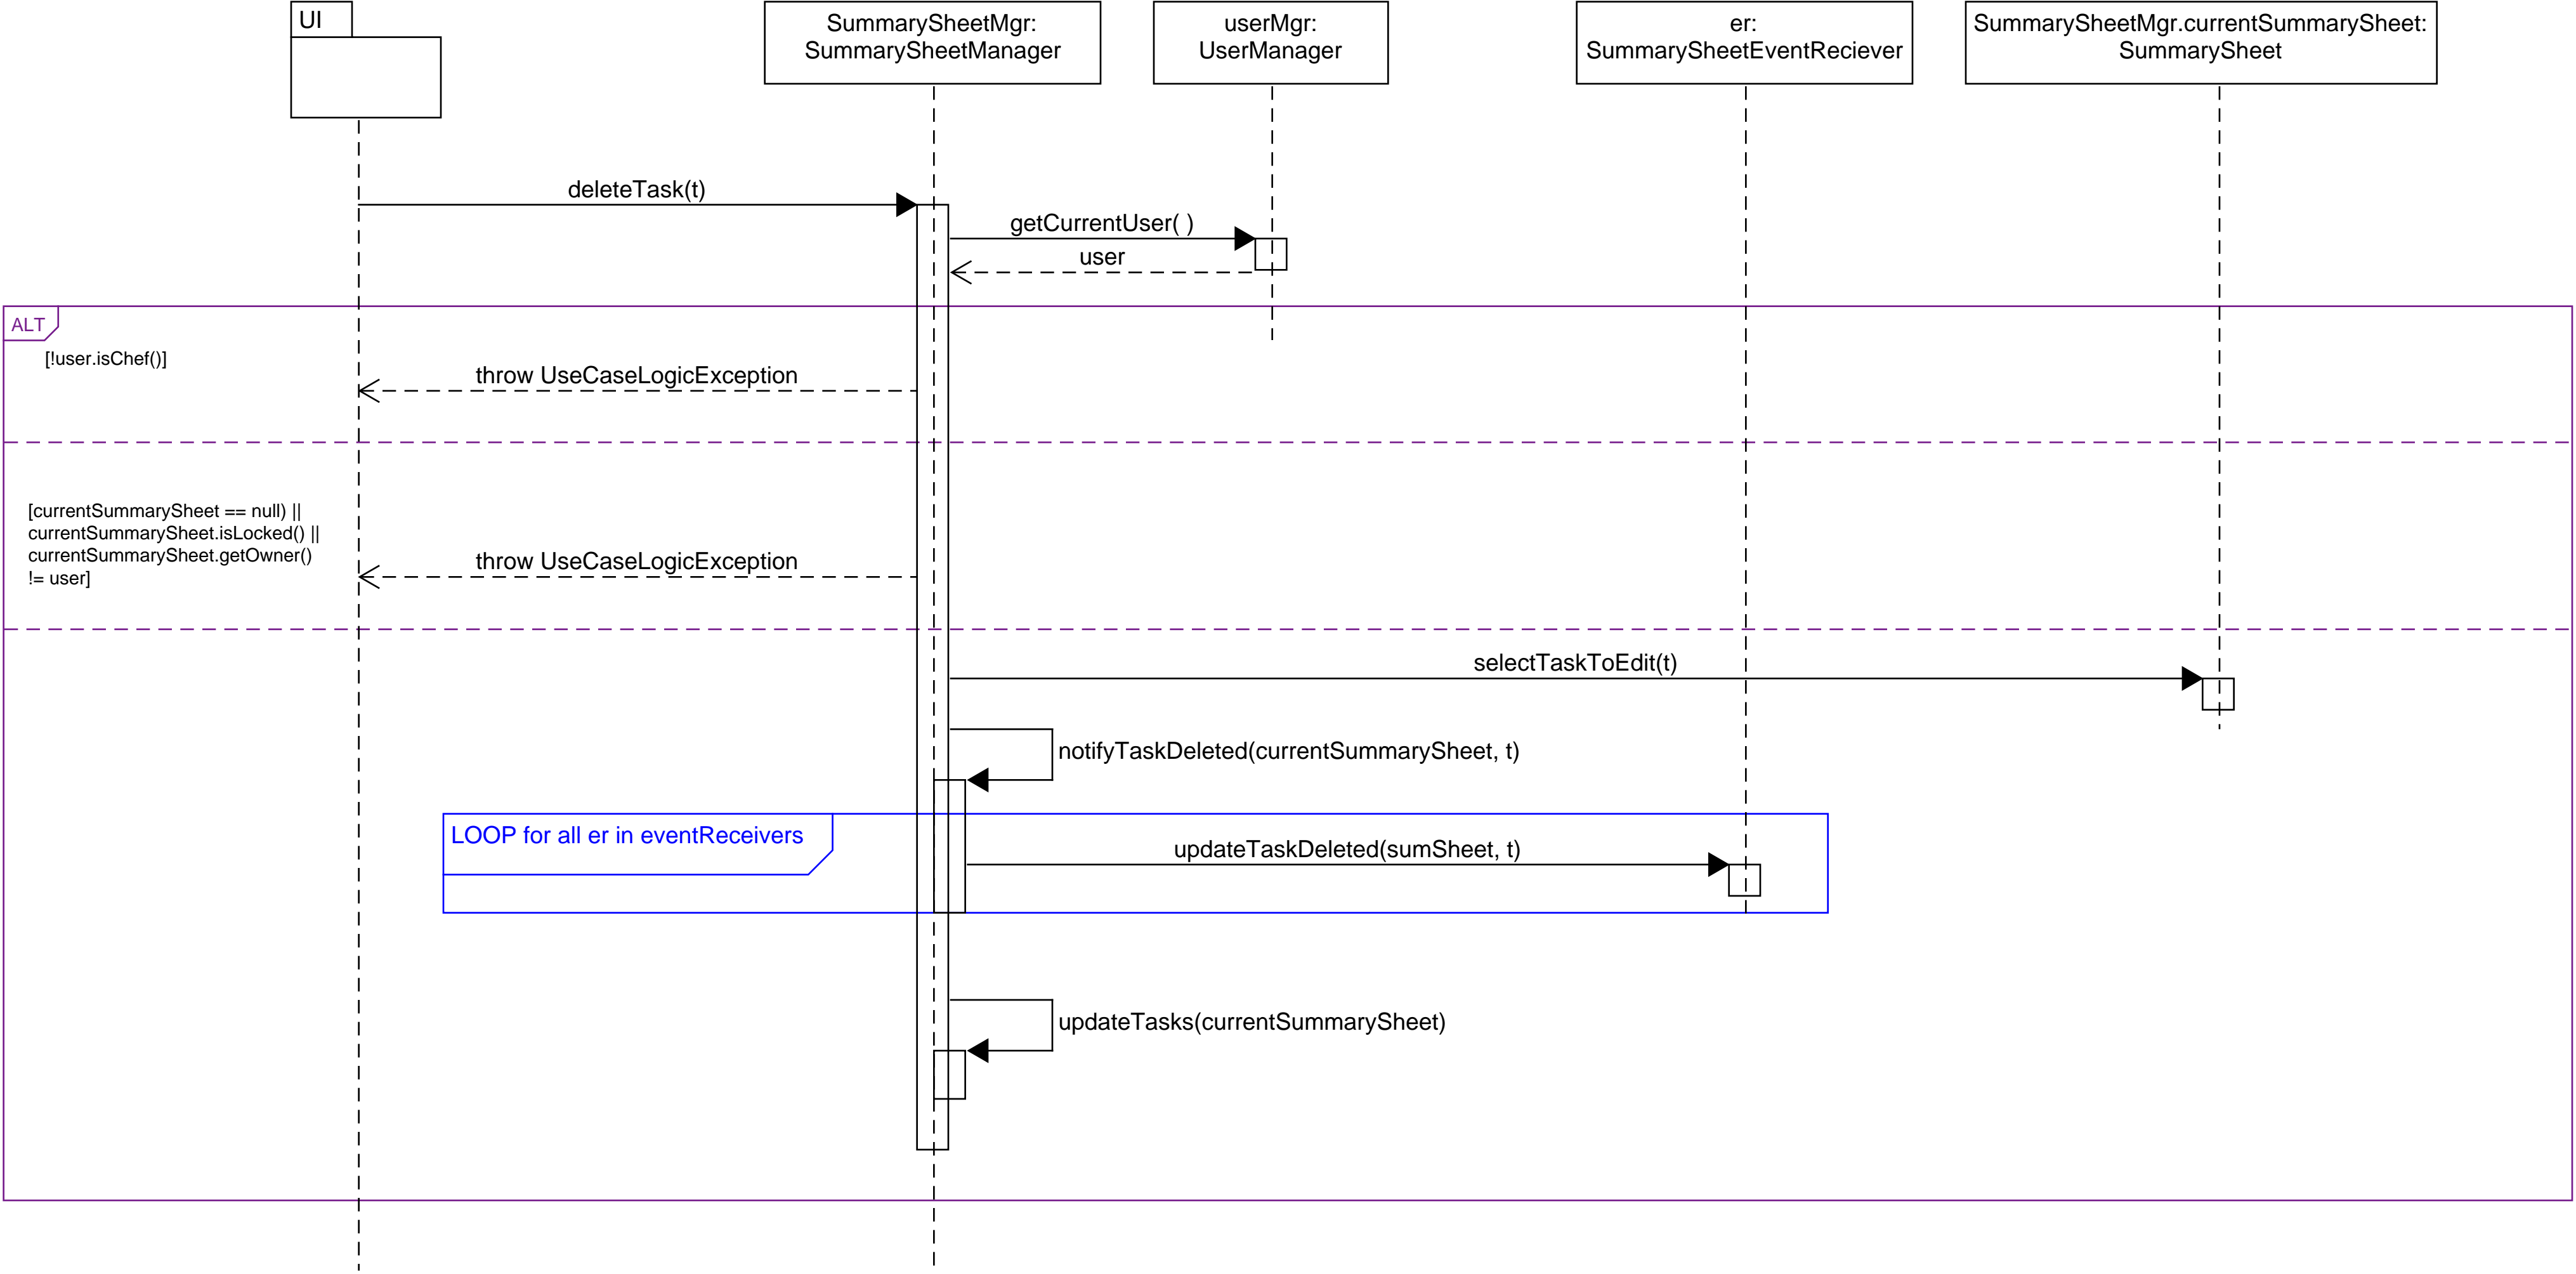 UI
SummarySheetMgr:
SummarySheetManager
userMgr:
UserManager
er:
SummarySheetEventReciever
SummarySheetMgr.currentSummarySheet:
SummarySheet
deleteTask(t)
getCurrentUser( )
user
ALT
[!user.isChef()]
throw UseCaseLogicException
[currentSummarySheet == null) ||
currentSummarySheet.isLocked() ||
currentSummarySheet.getOwner()
!= user]
throw UseCaseLogicException
selectTaskToEdit(t)
notifyTaskDeleted(currentSummarySheet, t)
LOOP for all er in eventReceivers
updateTaskDeleted(sumSheet, t)
updateTasks(currentSummarySheet)